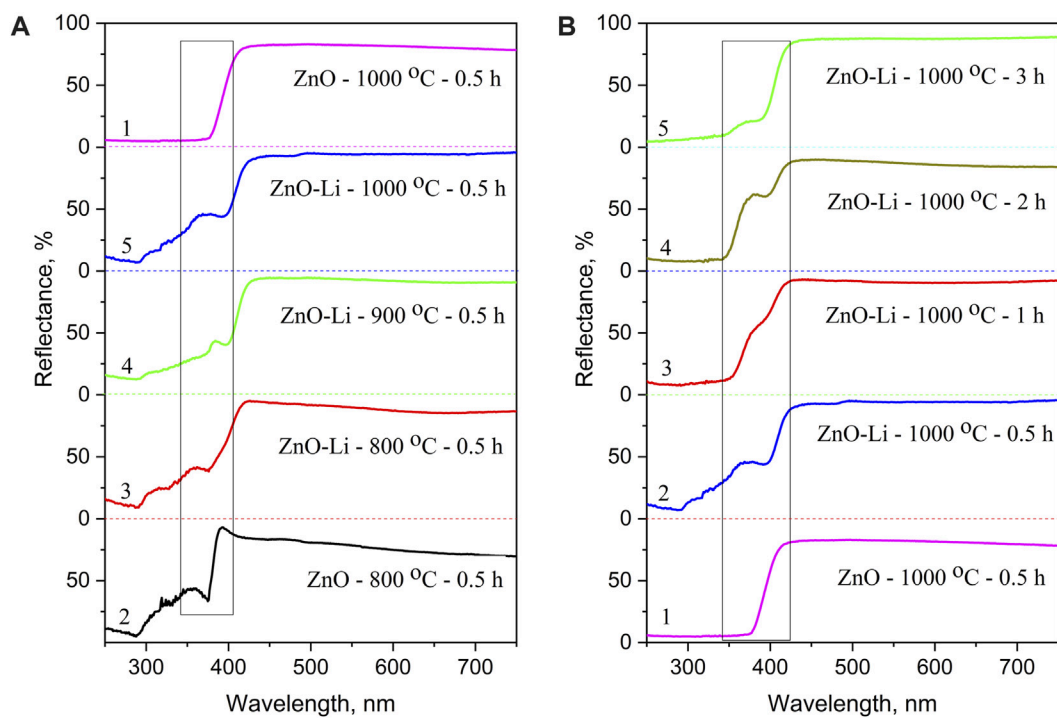 A
100
ZnO - 1000 °C - 0.5 h
50
1
0
ZnO-Li - 1000 °C - 0.5 h
50
5
0
ZnO-Li - 900 °C - 0.5 h
50
4
0
ZnO-Li - 800 °C - 0.5 h
50
3
0
ZnO - 800 °C - 0.5 h
50
2
300 400 500 600 700
Wavelength, nm
Reflectance, %
B
100
ZnO-Li - 1000 °C - 3 h
50
5
0
ZnO-Li - 1000 °C - 2 h
50
4
0
ZnO-Li - 1000 °C - 1 h
50
3
0
ZnO-Li - 1000 °C - 0.5 h
50
2
0
ZnO - 1000 °C - 0.5 h
50
1
0
300 400 500 600 700
Wavelength, nm
Reflectance, %